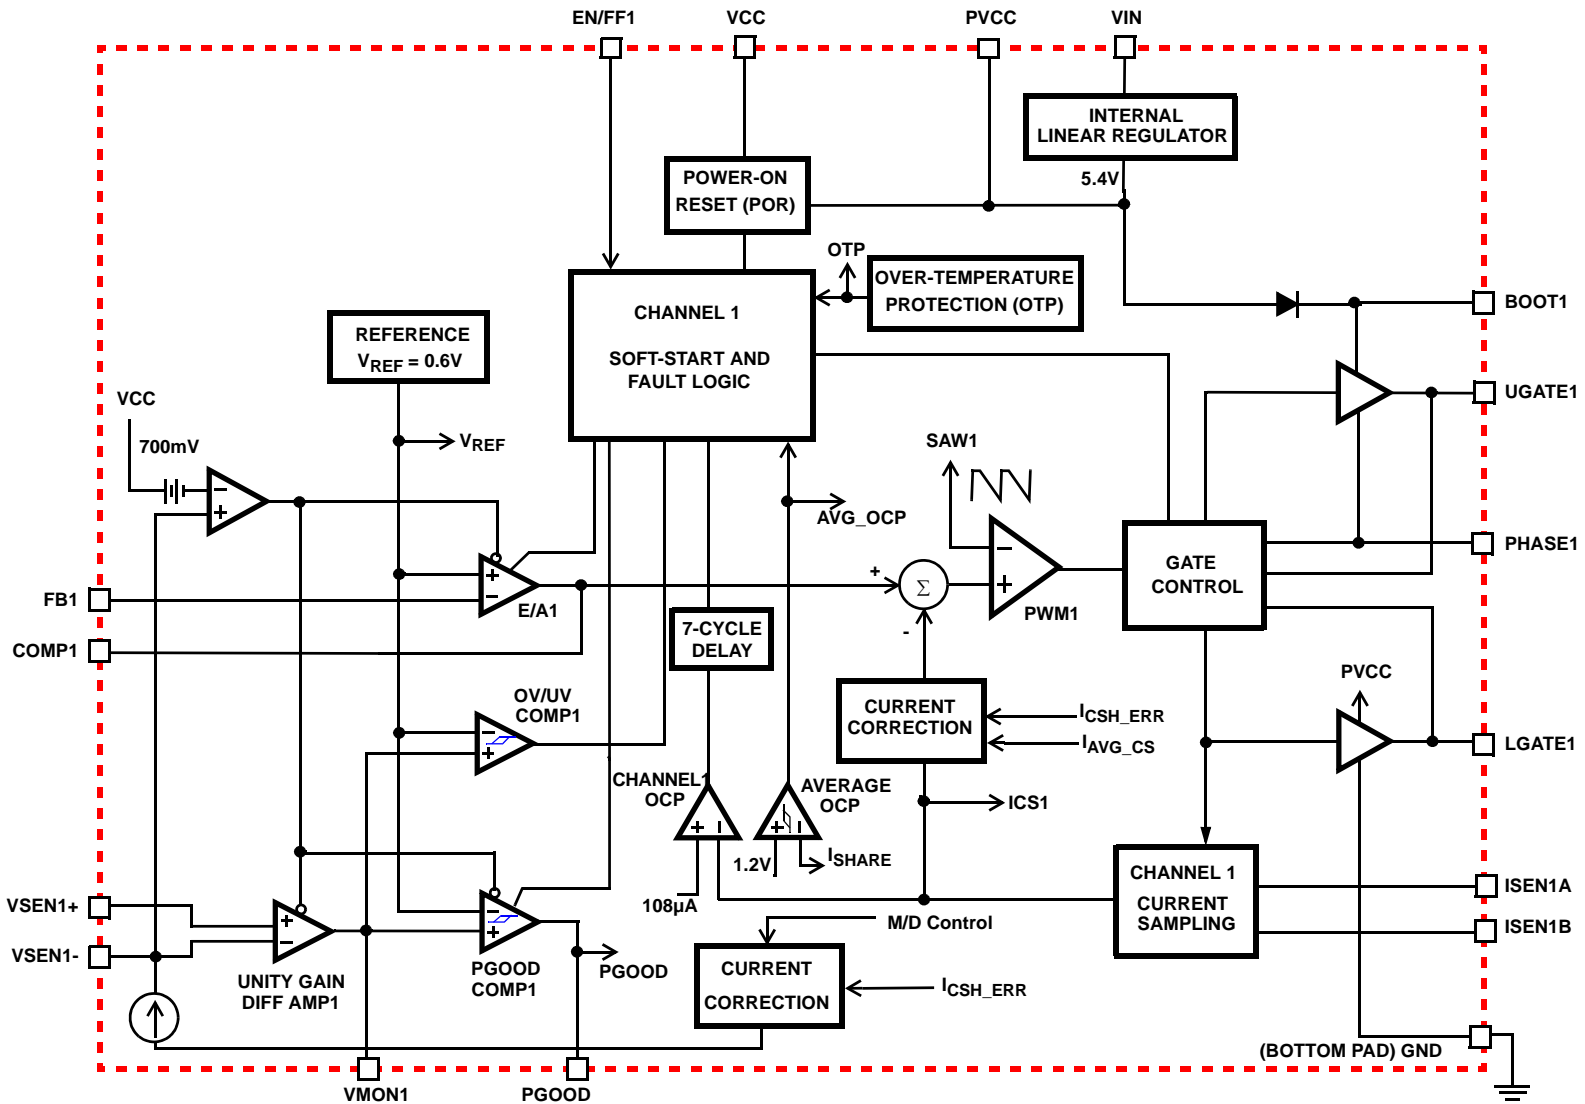 EN/FF1
VCC
PVCC
VIN
INTERNAL
LINEAR REGULATOR
5.4V
POWER-ON
RESET (POR)
OTP
OVER-TEMPERATURE
PROTECTION (OTP)
BOOT1
CHANNEL 1
SOFT-START AND
FAULT LOGIC
REFERENCE
VREF = 0.6V
VCC
700mV
VREF
UGATE1
SAW1
AVG_OCP
−
+
−
+
PWM1
GATE
CONTROL
PHASE1
FB1
+
−
E/A1
+
Σ
-
COMP1
7-CYCLE
DELAY
PVCC
OV/UV
COMP1
−
+
CURRENT
CORRECTION
ICSH_ERR
IAVG_CS
LGATE1
CHANNEL1
OCP
+ −
AVERAGE
OCP
+ −
ICS1
1.2V
ISHARE
108µA
CHANNEL 1
CURRENT
SAMPLING
ISEN1A
ISEN1B
VSEN1+
VSEN1-
+
−
UNITY GAIN
DIFF AMP1
−
+
PGOOD
COMP1
PGOOD
M/D Control
CURRENT
CORRECTION
ICSH_ERR
(BOTTOM PAD) GND
VMON1
PGOOD